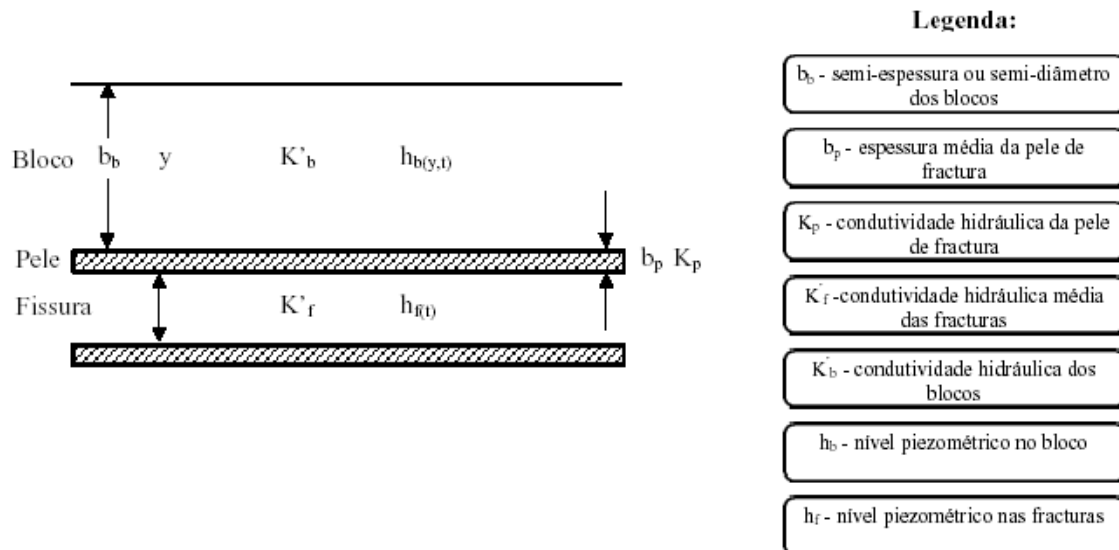 Legenda:
b_b - semi-espessura ou semi-diâmetro
dos blocos
b_p - espessura média da pele de
fractura
K_p - condutividade hidráulica da pele
de fractura
K'_f -condutividade hidráulica média
das fracturas
K'_b - condutividade hidráulica dos
blocos
h_b - nível piezométrico no bloco
h_f - nível piezométrico nas fracturas
Bloco b_b y K'_b h_b(y,t)
Pele b_p K_p
Fissura K'_f h_f(t)